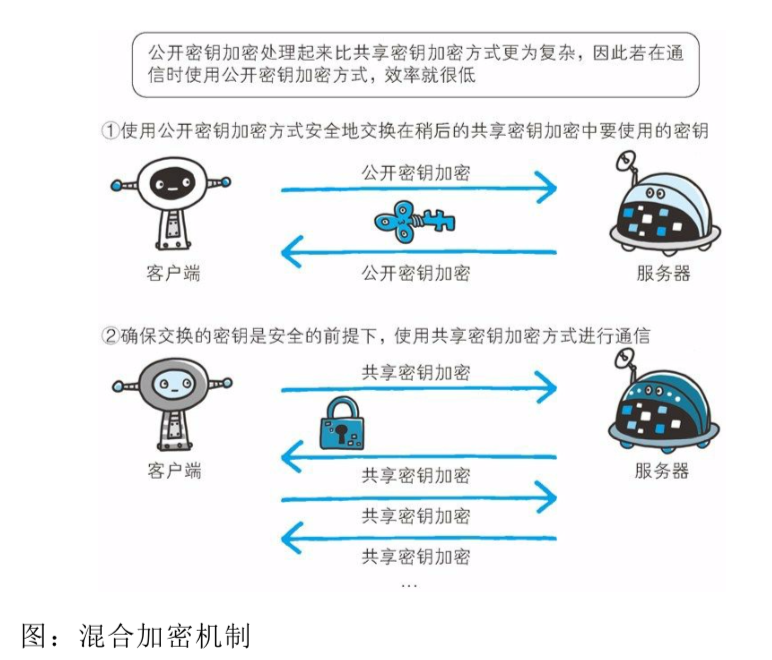 公开密钥加密处理起来比共享密钥加密方式更为复杂，因此若在通
信时使用公开密钥加密方式，效率就很低
①使用公开密钥加密方式安全地交换在稍后的共享密钥加密中要使用的密钥
公开密钥加密
公开密钥加密
客户端
服务器
②确保交换的密钥是安全的前提下，使用共享密钥加密方式进行通信
共享密钥加密
客户端
服务器
共享密钥加密
共享密钥加密
共享密钥加密
...
图：混合加密机制